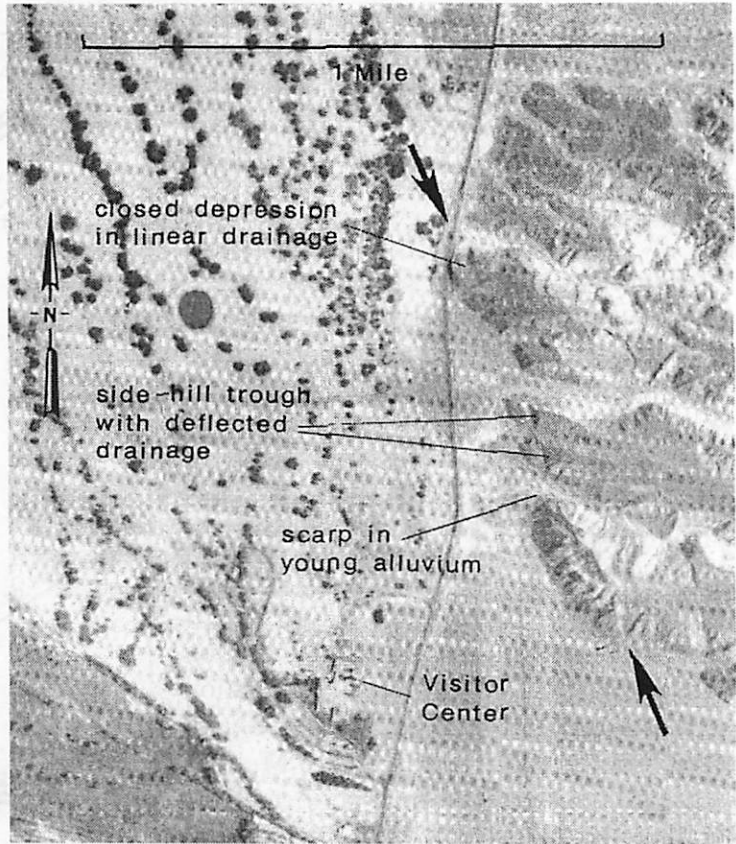 1 Mile
closed depression
in linear drainage
-N-
side-hill trough
with deflected
drainage
scarp in
young alluvium
Visitor
Center